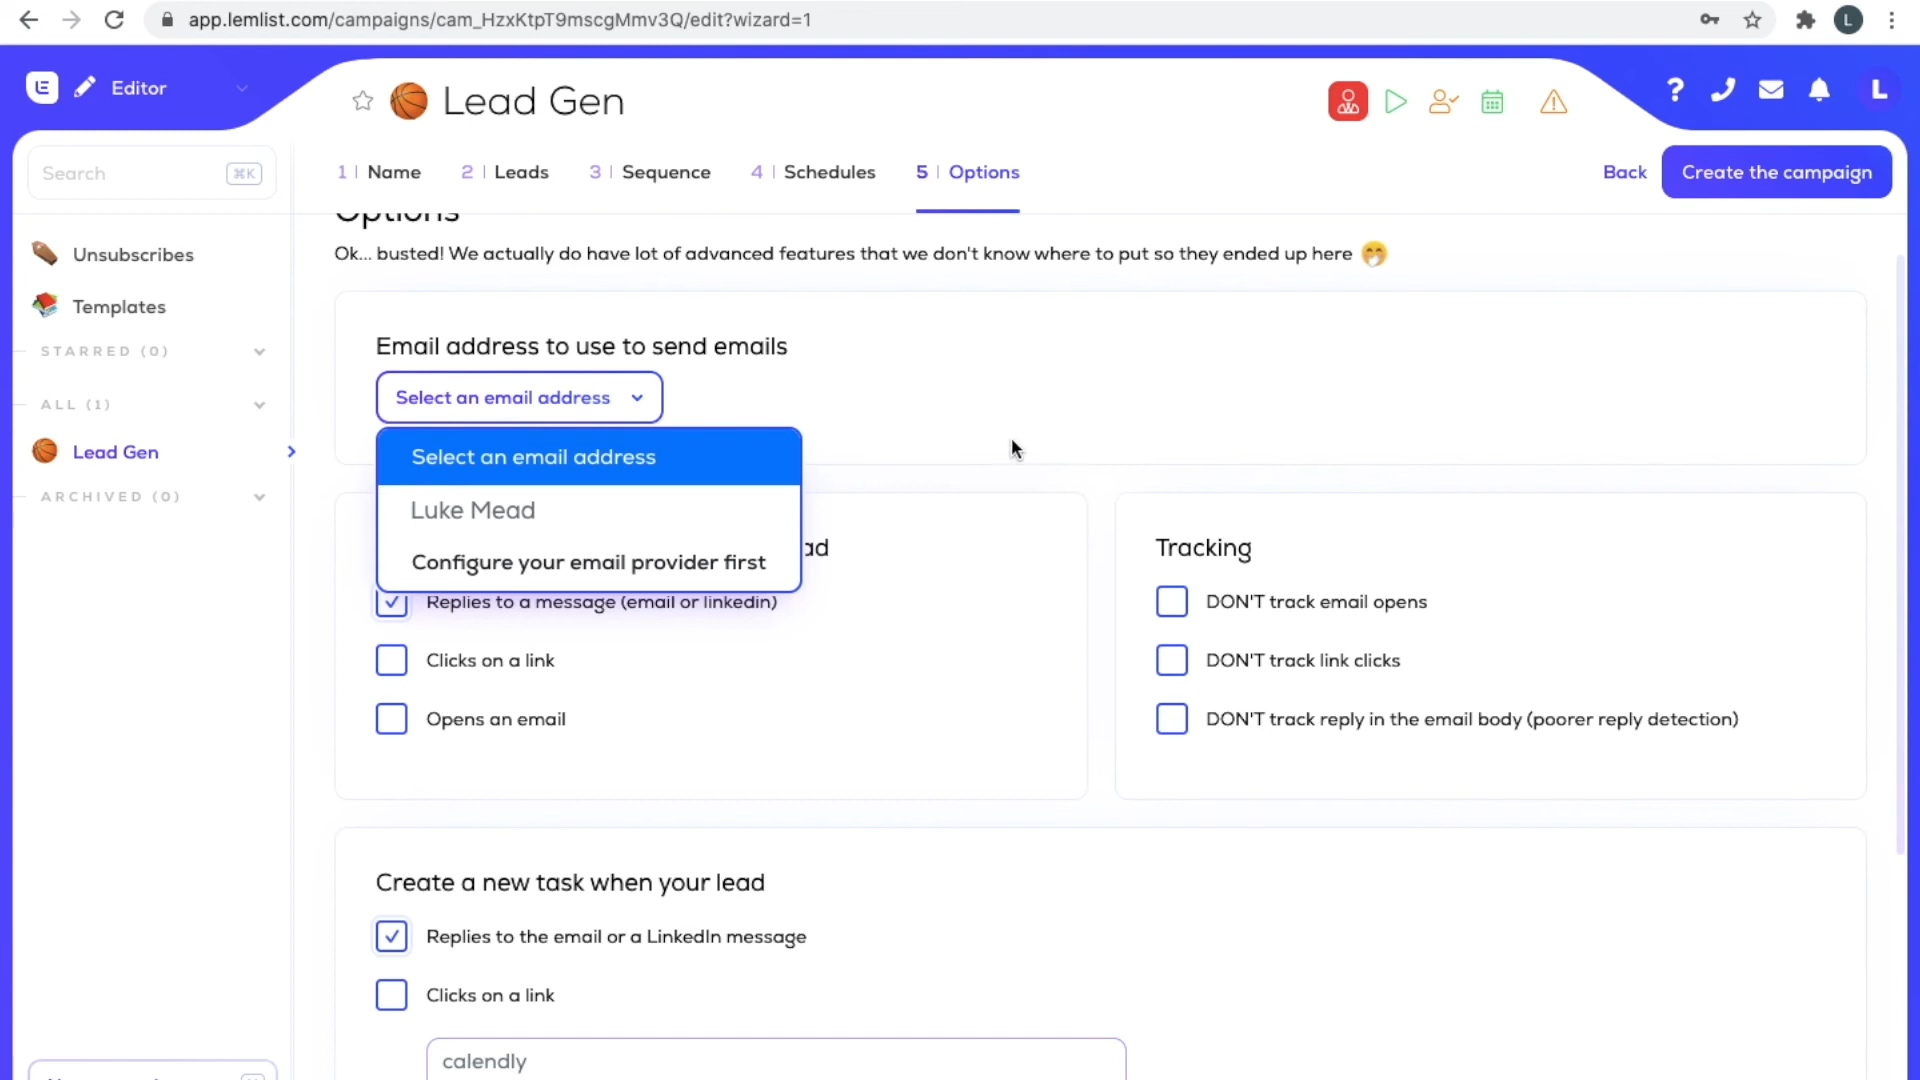 app.lemlist.com/campaigns/cam_HzxKtpT9mscgMmv3Q/edit?wizard=1
L
Editor
Lead Gen
?
L
Search
⌘K
1 | Name
2 | Leads
3 | Sequence
4 | Schedules
5 | Options
Back
Create the campaign
Options
Ok... busted! We actually do have lot of advanced features that we don't know where to put so they ended up here
Unsubscribes
Templates
STARRED (0)
ALL (1)
Lead Gen
ARCHIVED (0)
Email address to use to send emails
Select an email address
Select an email address
Luke Mead
Configure your email provider first
Replies to a message (email or linkedin)
Clicks on a link
Opens an email
Tracking
DON'T track email opens
DON'T track link clicks
DON'T track reply in the email body (poorer reply detection)
Create a new task when your lead
Replies to the email or a LinkedIn message
Clicks on a link
calendly